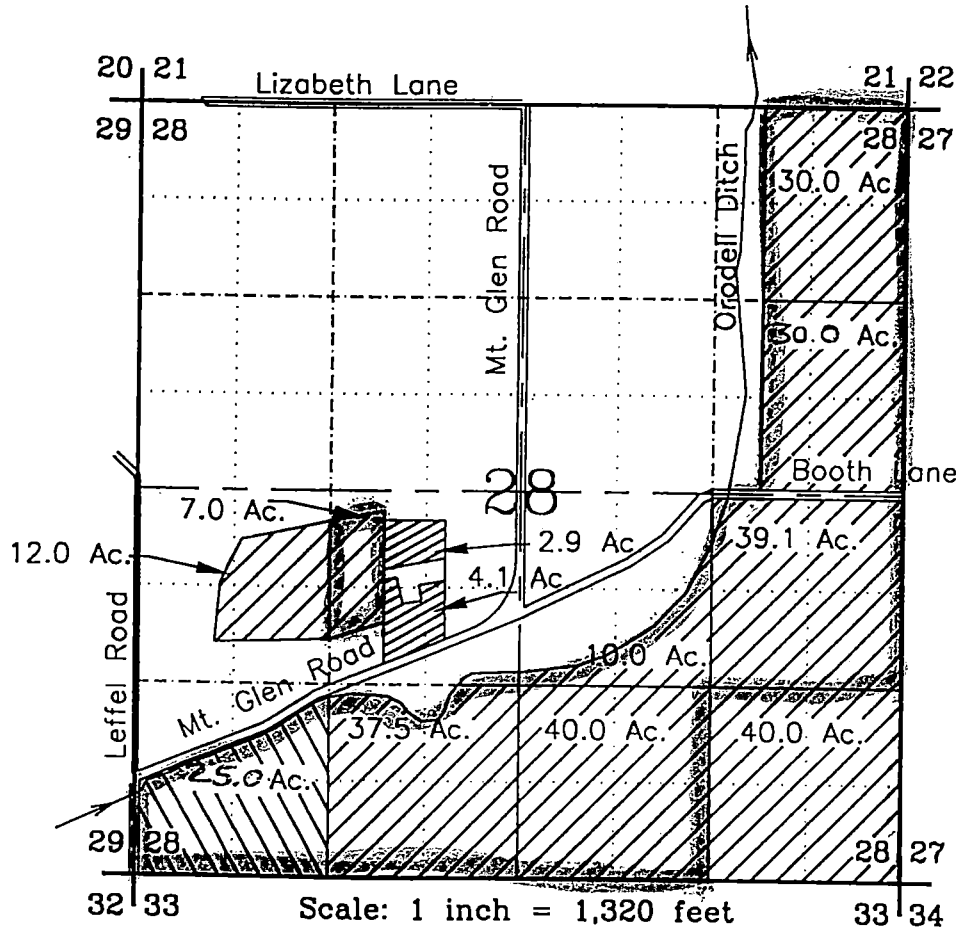 20 21
Lizabeth Lane
21 22
29 28
28 27
30.0 Ac.
Mt. Glen Road
Orodell Ditch
30.0 Ac.
28
Booth Lane
7.0 Ac.
12.0 Ac.
2.9 Ac
39.1 Ac.
4.1 Ac
Leffel Road
Mt. Glen Road
10.0 Ac.
37.5 Ac.
40.0 Ac.
40.0 Ac.
25.0 Ac.
29 28
28 27
32 33
Scale: 1 inch = 1,320 feet
33 34